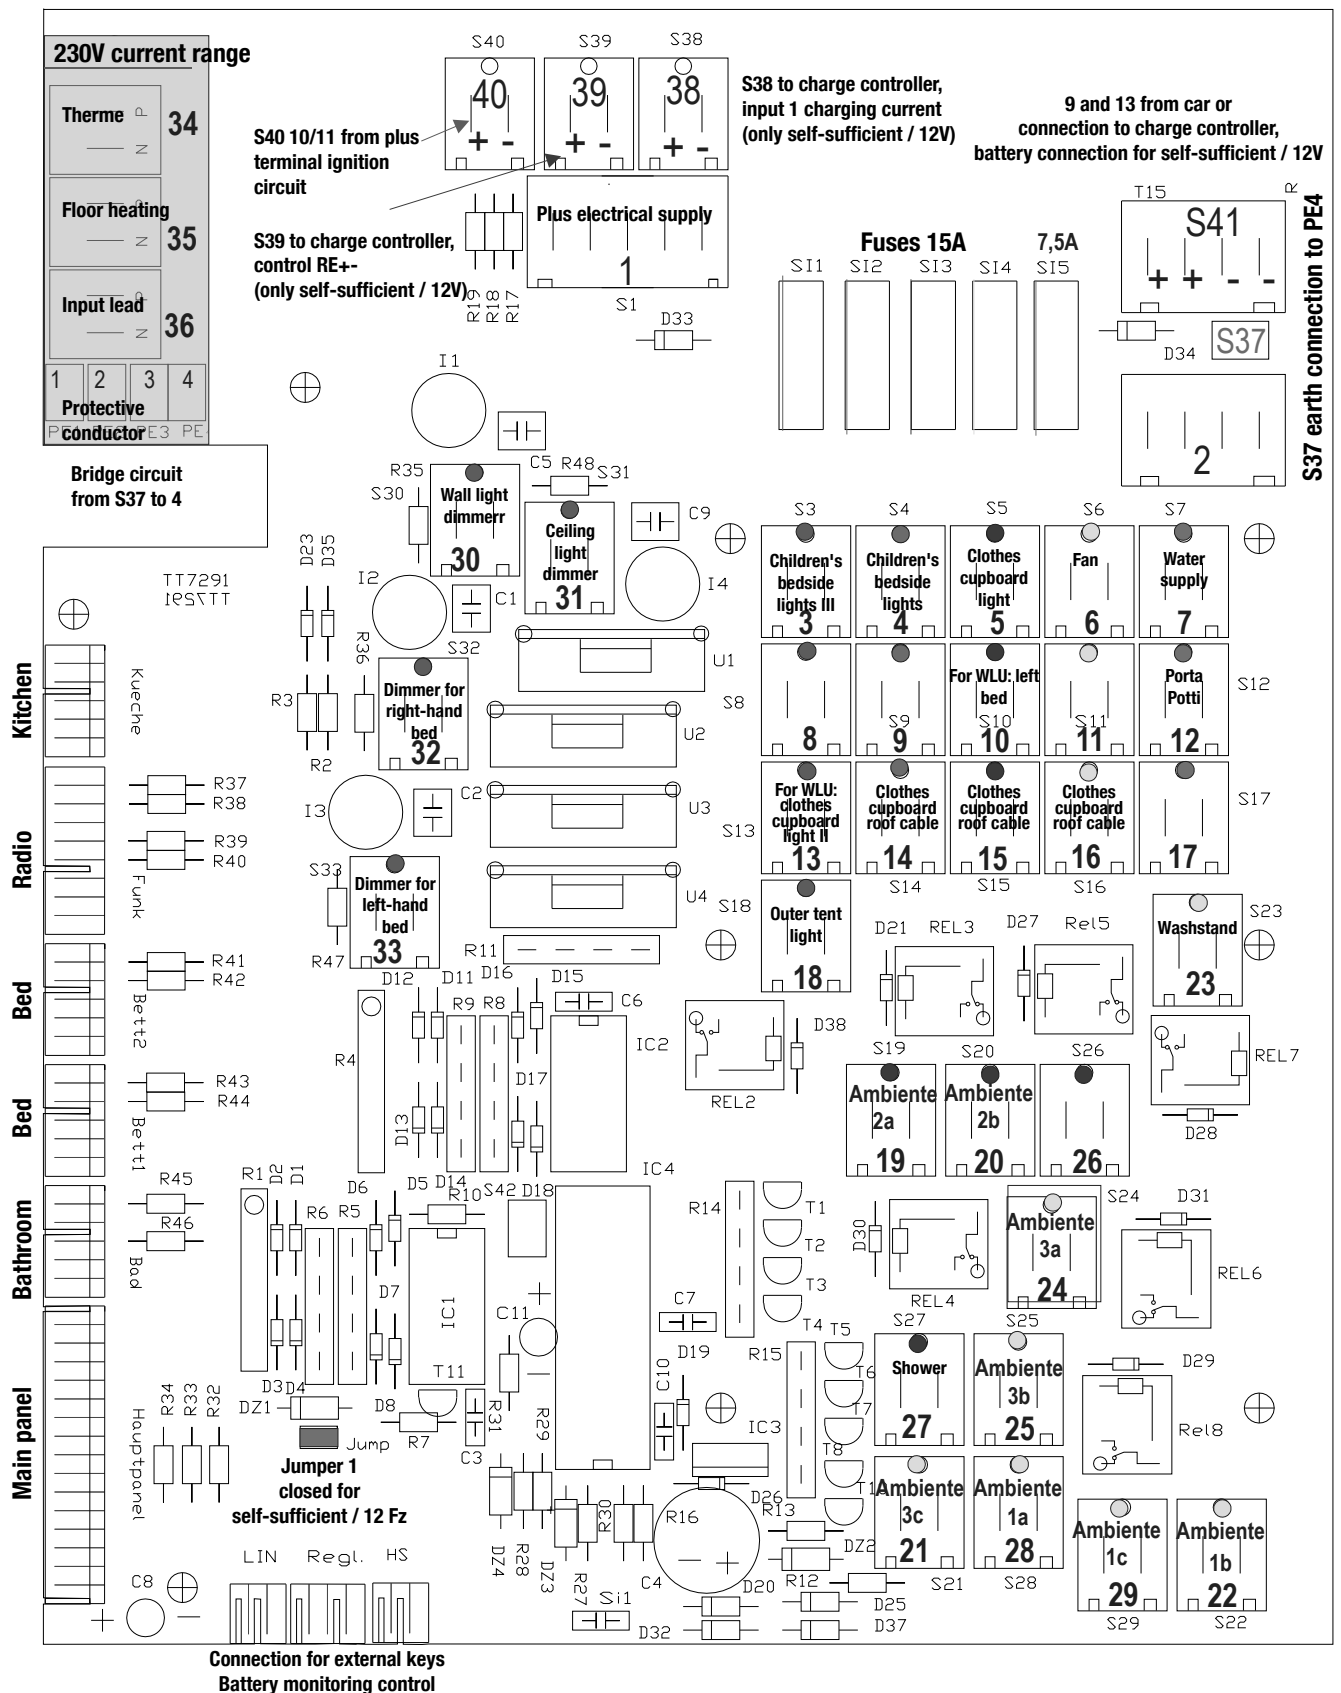 230V current range
Therme P N 34
Floor heating P N 35
Input lead P N 36
1 2 3 4
Protective
conductor
PE1 PE2 PE3 PE
Bridge circuit
from S37 to 4
S40 S39 S38
40 39 38
+ - + - + -
S40 10/11 from plus
terminal ignition
circuit
S39 to charge controller,
control RE+-
(only self-sufficient / 12V)
S38 to charge controller,
input 1 charging current
(only self-sufficient / 12V)
9 and 13 from car or
connection to charge controller,
battery connection for self-sufficient / 12V
Plus electrical supply
1
S1
R19 R18 R17
D33
Fuses 15A 7,5A
SI1 SI2 SI3 SI4 SI5
T15 R
S41
+ + - -
D34 S37
2
S37 earth connection to PE4
I1
C5 R48 S31
R35 S30
Wall light
dimmerr
30
Ceiling
light
dimmer
31
C9
I4
D23 D35
I2
C1
R36 S32
TT7291
TT7291
R3
R2
Dimmer for
right-hand
bed
32
U1
U2
U3
U4
I3
C2
S33
Dimmer for
left-hand
bed
33
R47
R11
S3 S4 S5 S6 S7
Children's
bedside
lights III
3
Children's
bedside
lights
4
Clothes
cupboard
light
5
Fan
6
Water
supply
7
S8
8
S9
9
For WLU: left
bed
S10
10
S11
11
Porta
Potti
12
S12
S13
For WLU:
clothes
cupboard
light II
13
Clothes
cupboard
roof cable
14
Clothes
cupboard
roof cable
15
Clothes
cupboard
roof cable
16
17
S17
S14 S15 S16
S18
Outer tent
light
18
D21 REL3 D27 Rel5
Washstand
23
S23
REL2 D38
REL7
D28
S19 S20 S26
Ambiente
2a
19
Ambiente
2b
20
26
Kitchen
Kueche
Radio
Funk
Bed
Bett2
Bed
Bett1
Bathroom
Bad
Main panel
Hauptpanel
R37
R38
R39
R40
R41
R42
R43
R44
R45
R46
D12 D11 D16 D15
R9 R8 C6
R4 IC2
D17
D13
D14 S42 D18
IC4
R1 D2 D1
R6 R5 D6 D5 R10
D7
IC1
C11
+
-
D3 D4
D8
T11
DZ1
Jump
R7
C3 R31
R34 R33 R32
Jumper 1
closed for
self-sufficient / 12 Fz
R14
T1
T2
T3
T4
C7
D19
C10
R15
T5
T6
T7
T8
IC3
D26
R29
DZ4 R28 DZ3 R27
R30
C4 R16
- +
R13
DZ2
R12
D20
D25
D32 D37
Si1
D30 REL4
S24
Ambiente
3a
24
D31
REL6
S27 S25
Shower
27
Ambiente
3b
25
D29
Rel8
Ambiente
3c
21
Ambiente
1a
28
S21 S28
Ambiente
1c
29
Ambiente
1b
22
S29 S22
C8
+ -
LIN Regl. HS
Connection for external keys
Battery monitoring control